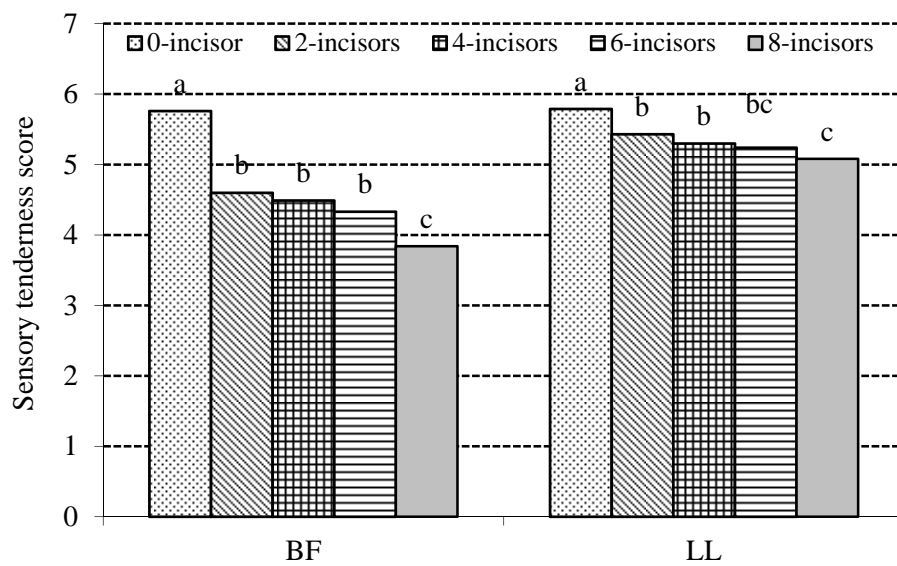 Sensory tenderness score
7
6
5
4
3
2
1
0
0-incisor 2-incisors 4-incisors 6-incisors 8-incisors
a
b
b
b
c
a
b
b
bc
c
BF
LL